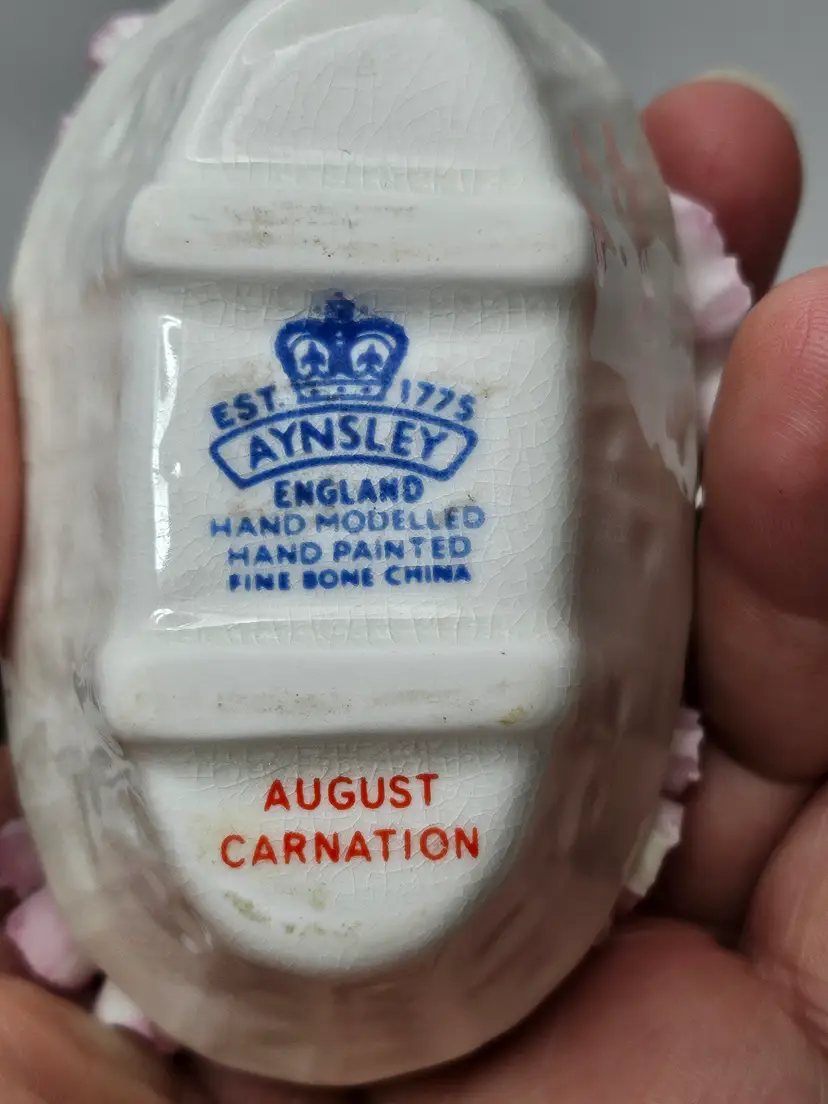 EST. 1775
AYNSLEY
ENGLAND
HAND MODELLED
HAND PAINTED
FINE BONE CHINA
AUGUST
CARNATION